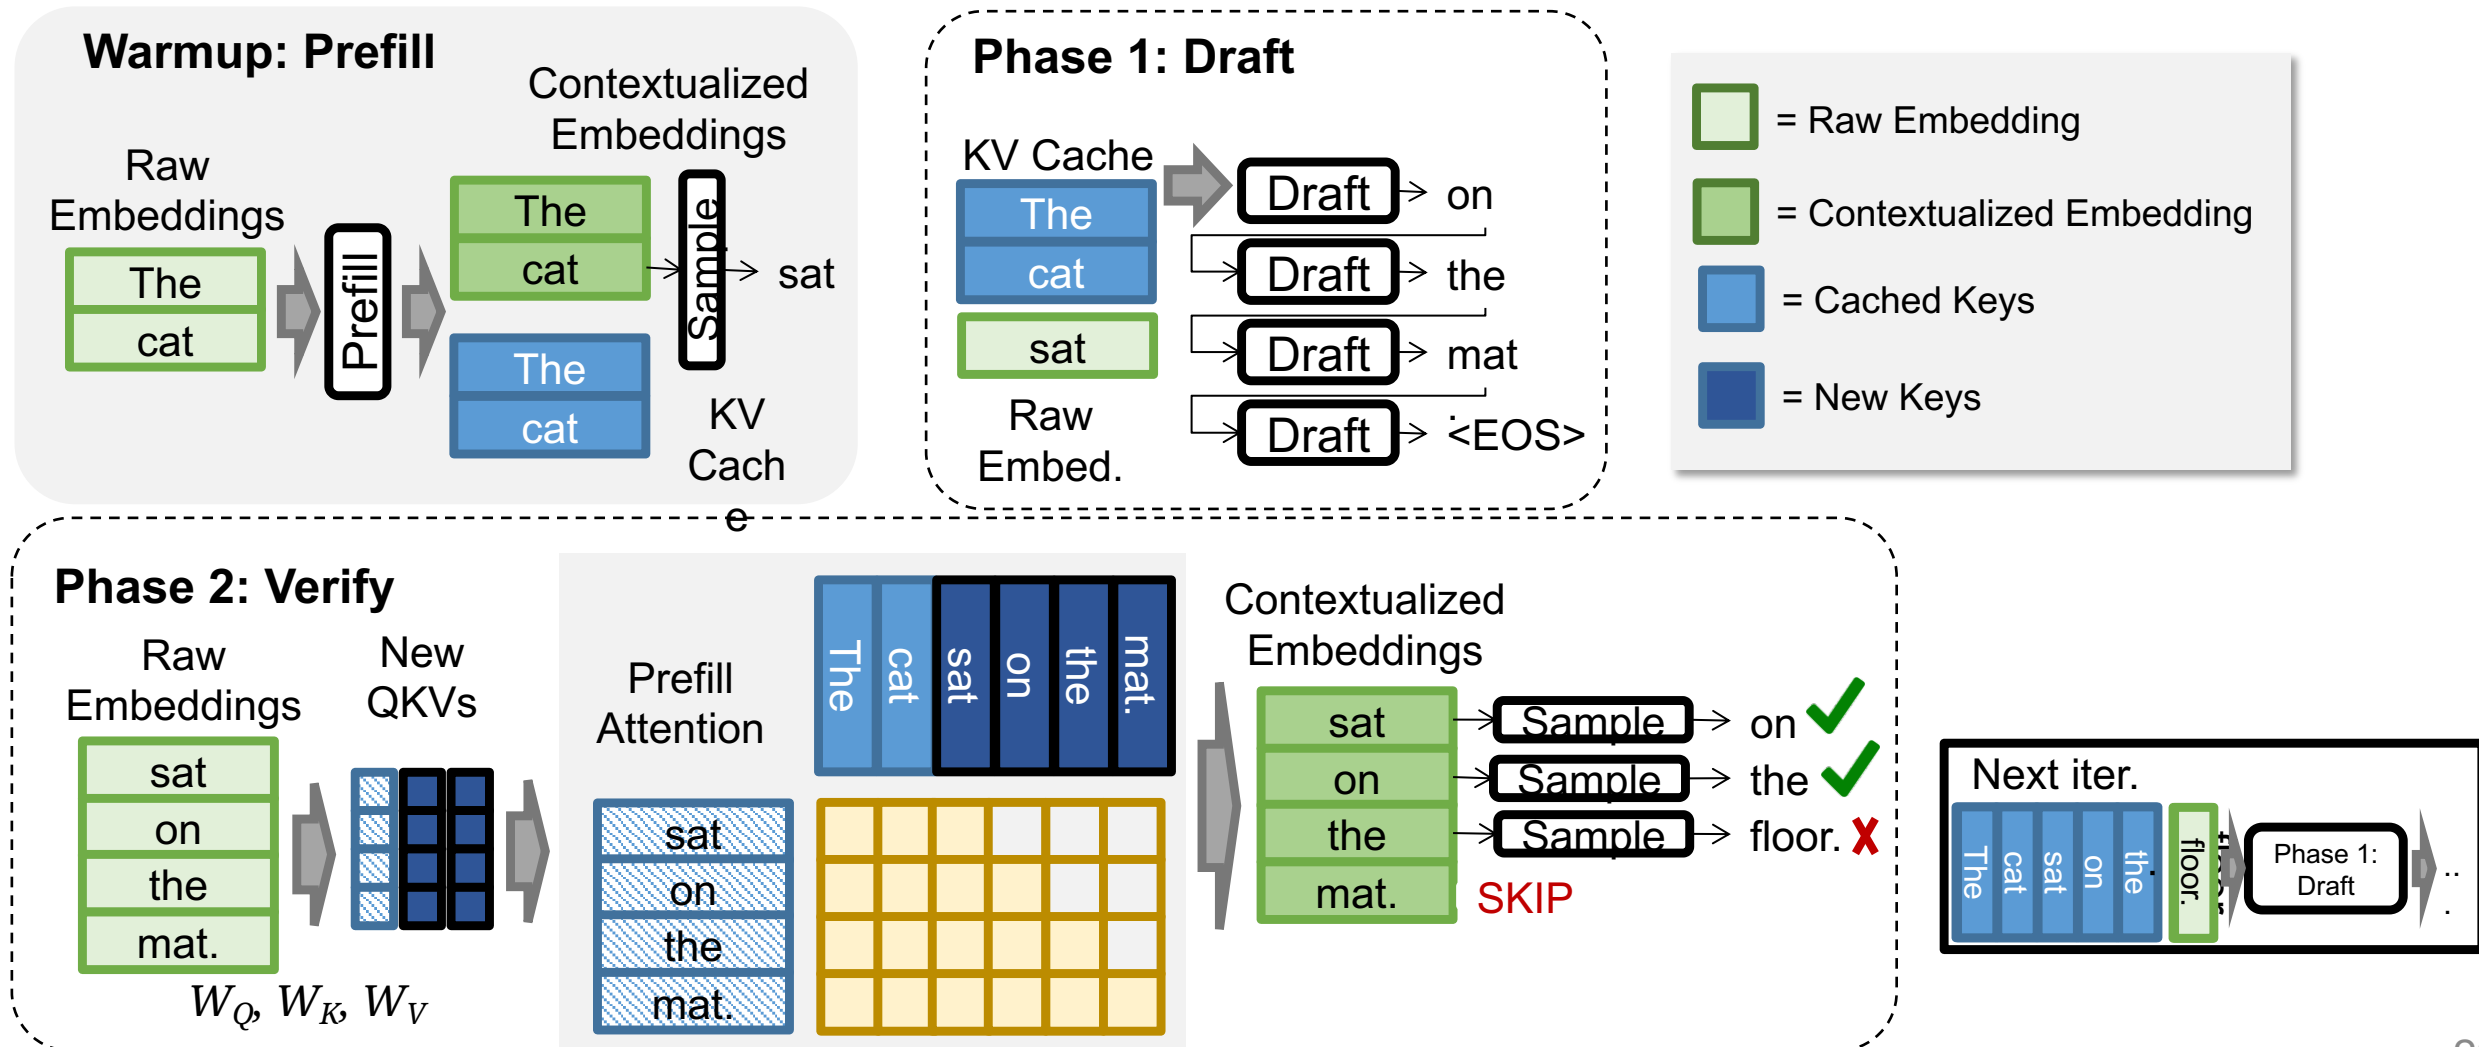 Warmup: Prefill
Contextualized
Embeddings
Raw
Embeddings
The
cat
Prefill
The
cat
Sample
sat
The
cat
KV
Cach
e
Phase 1: Draft
KV Cache
The
cat
sat
Raw
Embed.
Draft
on
Draft
the
Draft
mat
.
Draft
<EOS>
= Raw Embedding
= Contextualized Embedding
= Cached Keys
= New Keys
Phase 2: Verify
Raw
Embeddings
sat
on
the
mat.
W_Q, W_K, W_V
New
QKVs
Prefill
Attention
The
cat
sat
on
the
mat.
sat
on
the
mat.
Contextualized
Embeddings
sat
on
the
mat.
Sample
on
Sample
the
Sample
floor.
SKIP
Next iter.
The
cat
sat
on
the
.
floor.
floor
Phase 1:
Draft
..
.